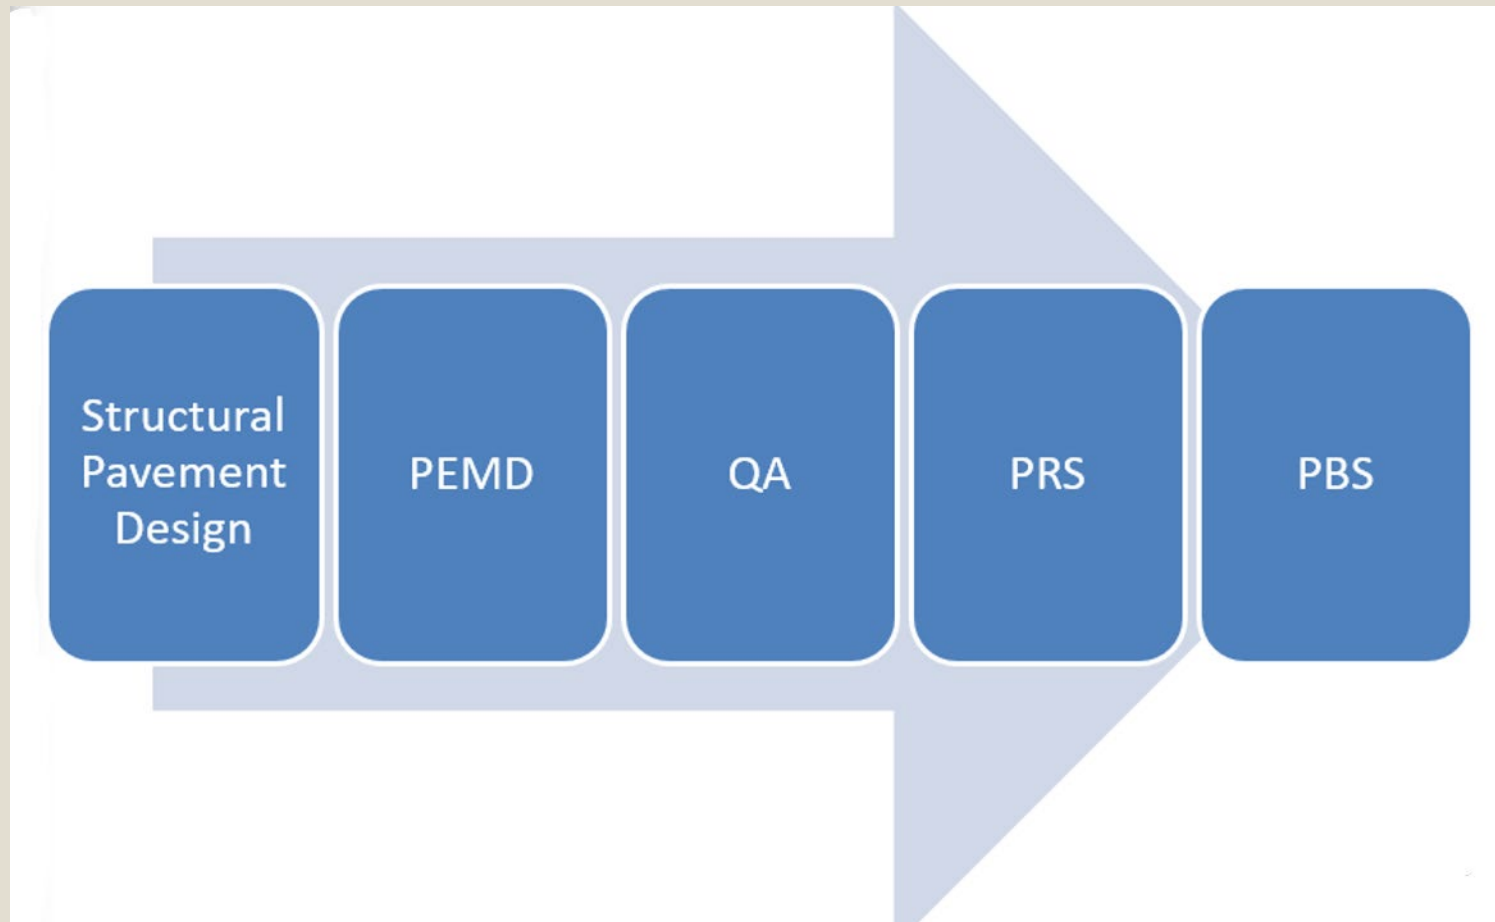 Structural
Pavement
Design
PEMD
QA
PRS
PBS